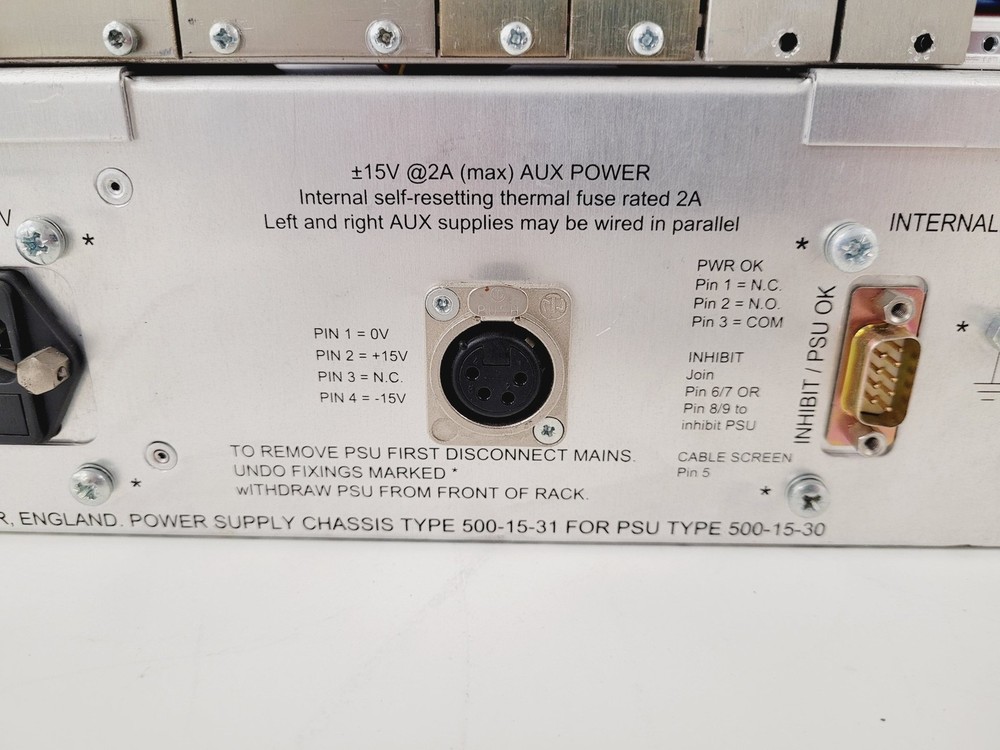 ±15V @2A (max) AUX POWER
Internal self-resetting thermal fuse rated 2A
Left and right AUX supplies may be wired in parallel
V
*
*
INTERNAL
PIN 1 = 0V
PIN 2 = +15V
PIN 3 = N.C.
PIN 4 = -15V
PWR OK
Pin 1 = N.C.
Pin 2 = N.O.
Pin 3 = COM
INHIBIT
Join
Pin 6/7 OR
Pin 8/9 to
inhibit PSU
CABLE SCREEN
Pin 5
INHIBIT / PSU OK
*
TO REMOVE PSU FIRST DISCONNECT MAINS.
UNDO FIXINGS MARKED *
wITHDRAW PSU FROM FRONT OF RACK.
*
*
R, ENGLAND. POWER SUPPLY CHASSIS TYPE 500-15-31 FOR PSU TYPE 500-15-30